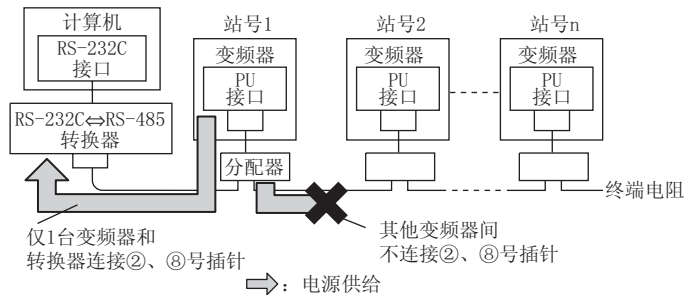 计算机
RS-232C
接口
RS-232C⇔RS-485
转换器
站号1
变频器
PU
接口
分配器
站号2
变频器
PU
接口
站号n
变频器
PU
接口
终端电阻
仅1台变频器和
转换器连接②、⑧号插针
其他变频器间
不连接②、⑧号插针
：电源供给